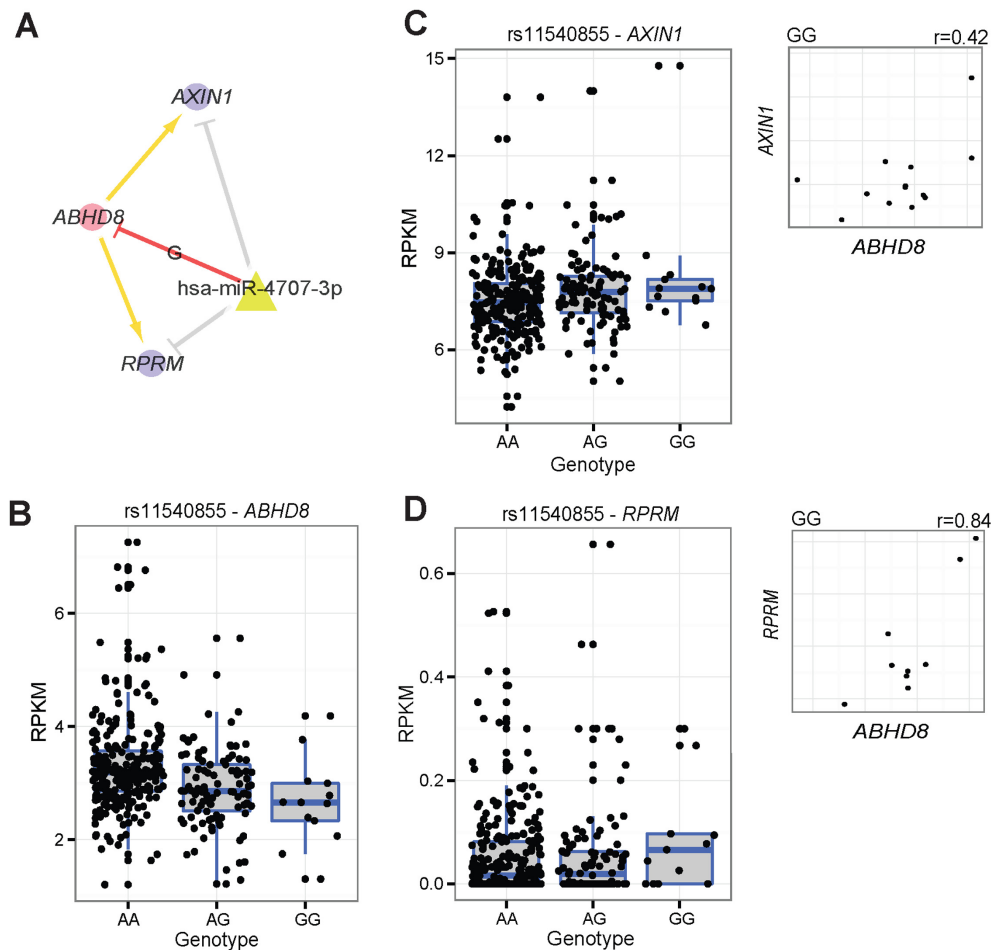 A
AXIN1
ABHD8
G
hsa-miR-4707-3p
RPRM
B
rs11540855 - ABHD8
RPKM
6
4
2
AA AG GG
Genotype
C
rs11540855 - AXIN1
RPKM
15
12
9
6
AA AG GG
Genotype
GG r=0.42
AXIN1
ABHD8
D
rs11540855 - RPRM
RPKM
0.6
0.4
0.2
0.0
AA AG GG
Genotype
GG r=0.84
RPRM
ABHD8